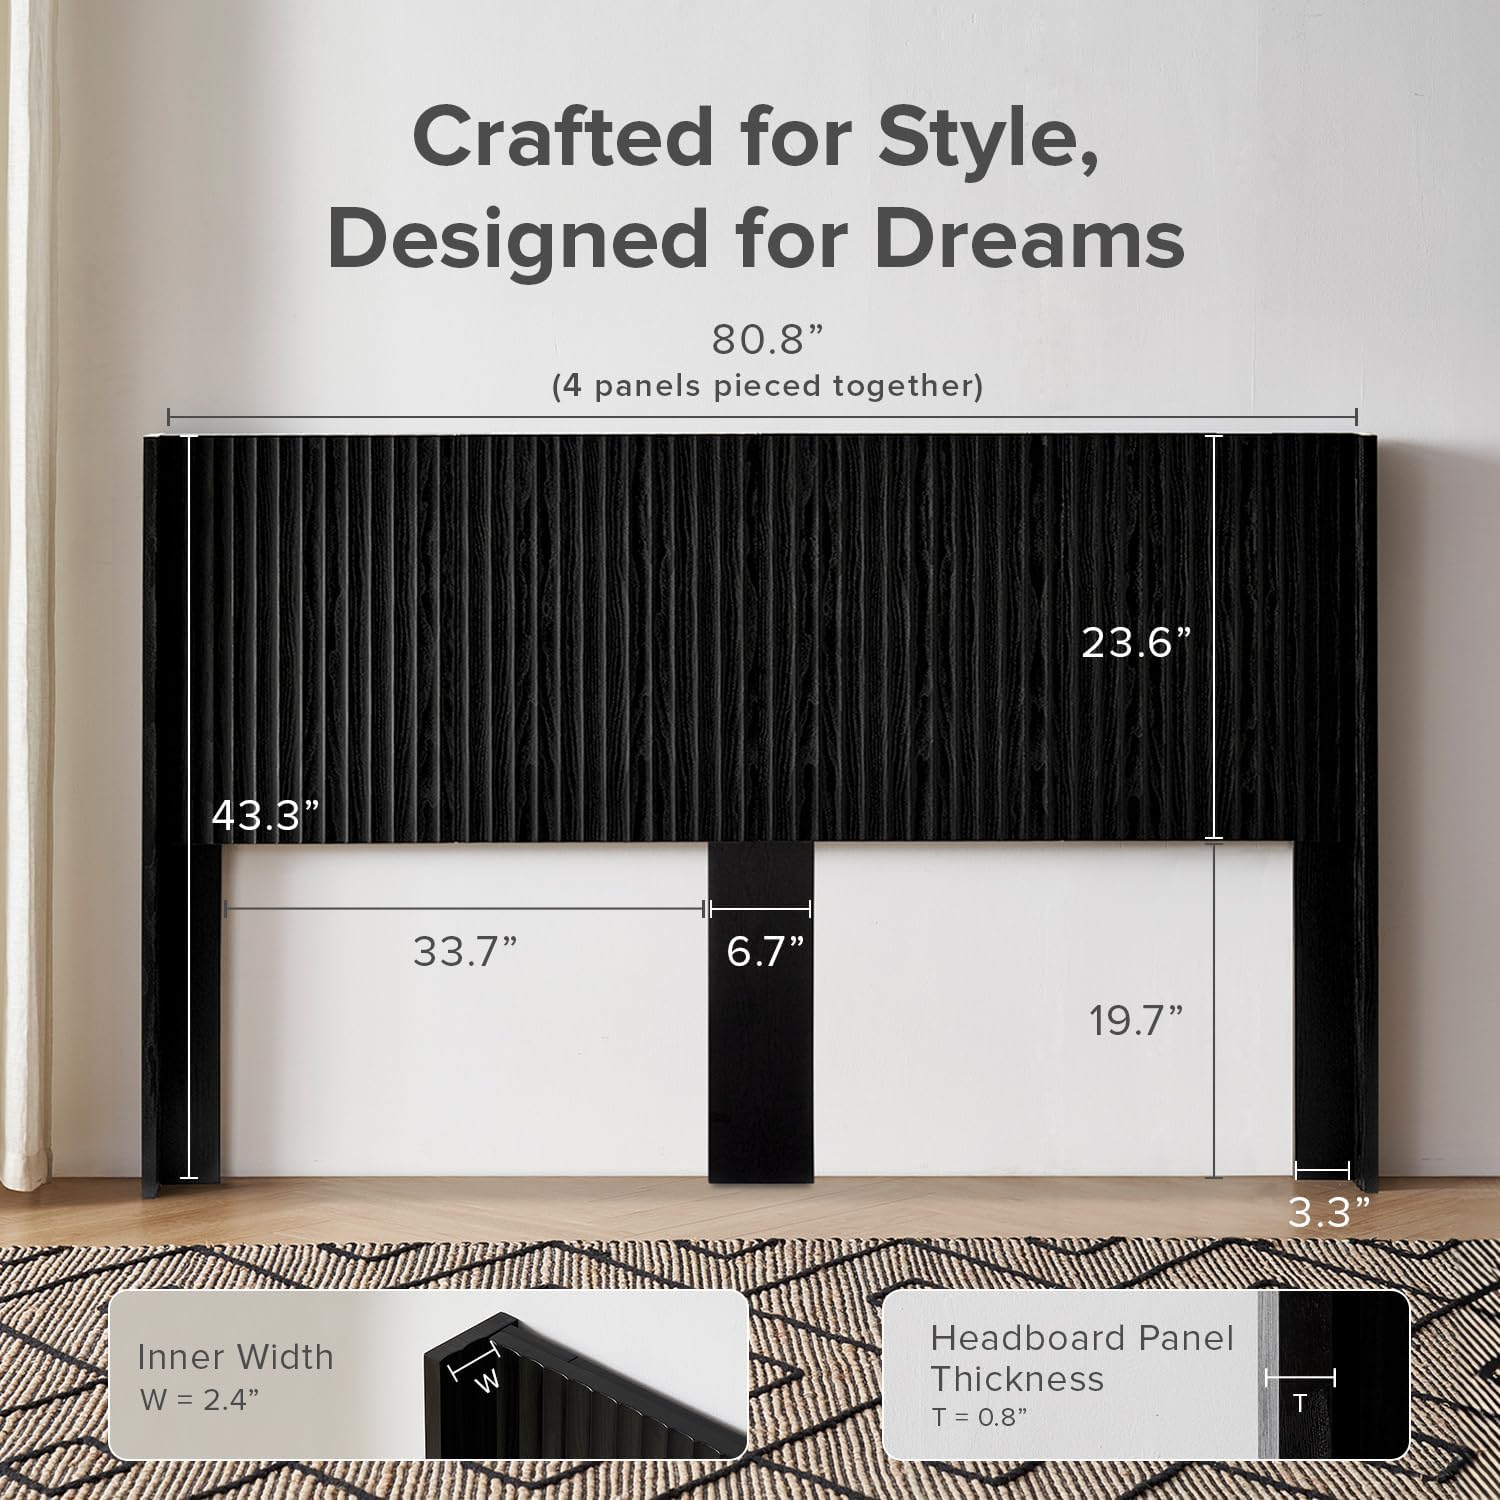 Crafted for Style,
Designed for Dreams
80.8”
(4 panels pieced together)
23.6”
43.3”
33.7”
6.7”
19.7”
3.3”
Inner Width
W = 2.4”
W
Headboard Panel
Thickness
T = 0.8”
T